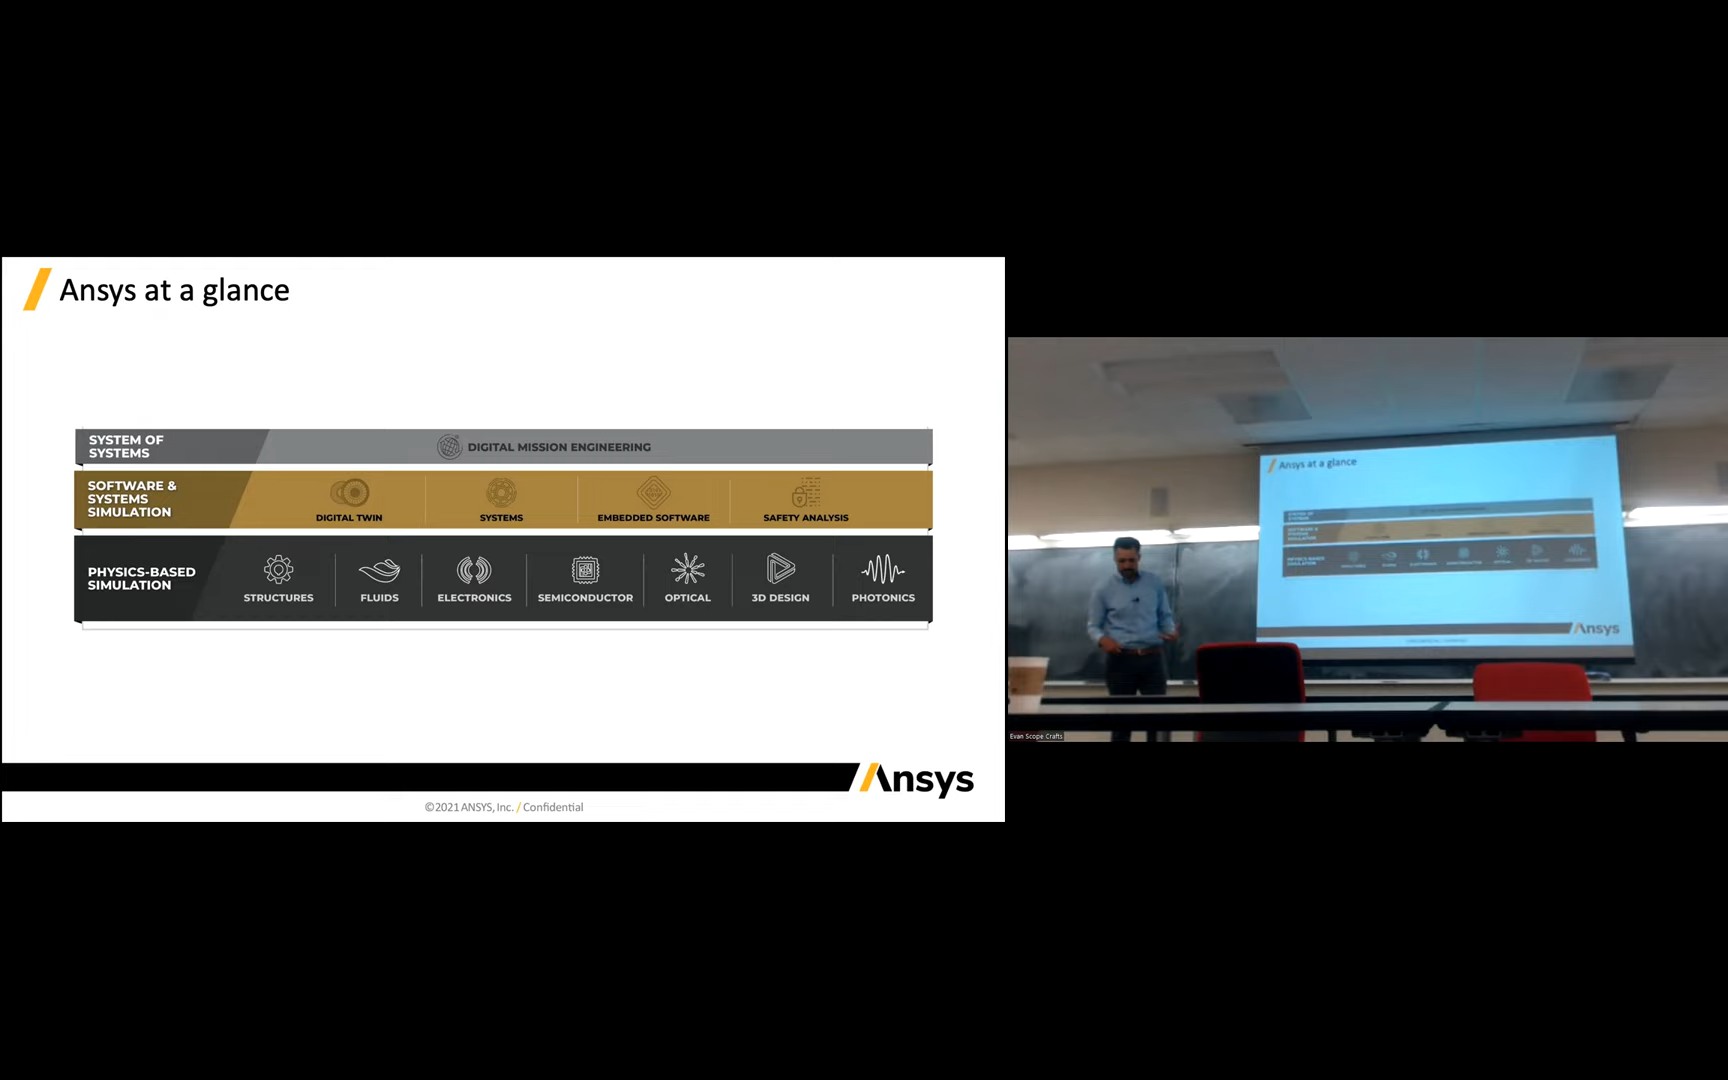 Ansys at a glance
SYSTEM OF
SYSTEMS
DIGITAL MISSION ENGINEERING
SOFTWARE &
SYSTEMS
SIMULATION
DIGITAL TWIN
SYSTEMS
EMBEDDED SOFTWARE
SAFETY ANALYSIS
PHYSICS-BASED
SIMULATION
STRUCTURES
FLUIDS
ELECTRONICS
SEMICONDUCTOR
OPTICAL
3D DESIGN
PHOTONICS
Ansys
©2021 ANSYS, Inc. / Confidential
Ansys at a glance
Ansys
Evan Scope Crafts